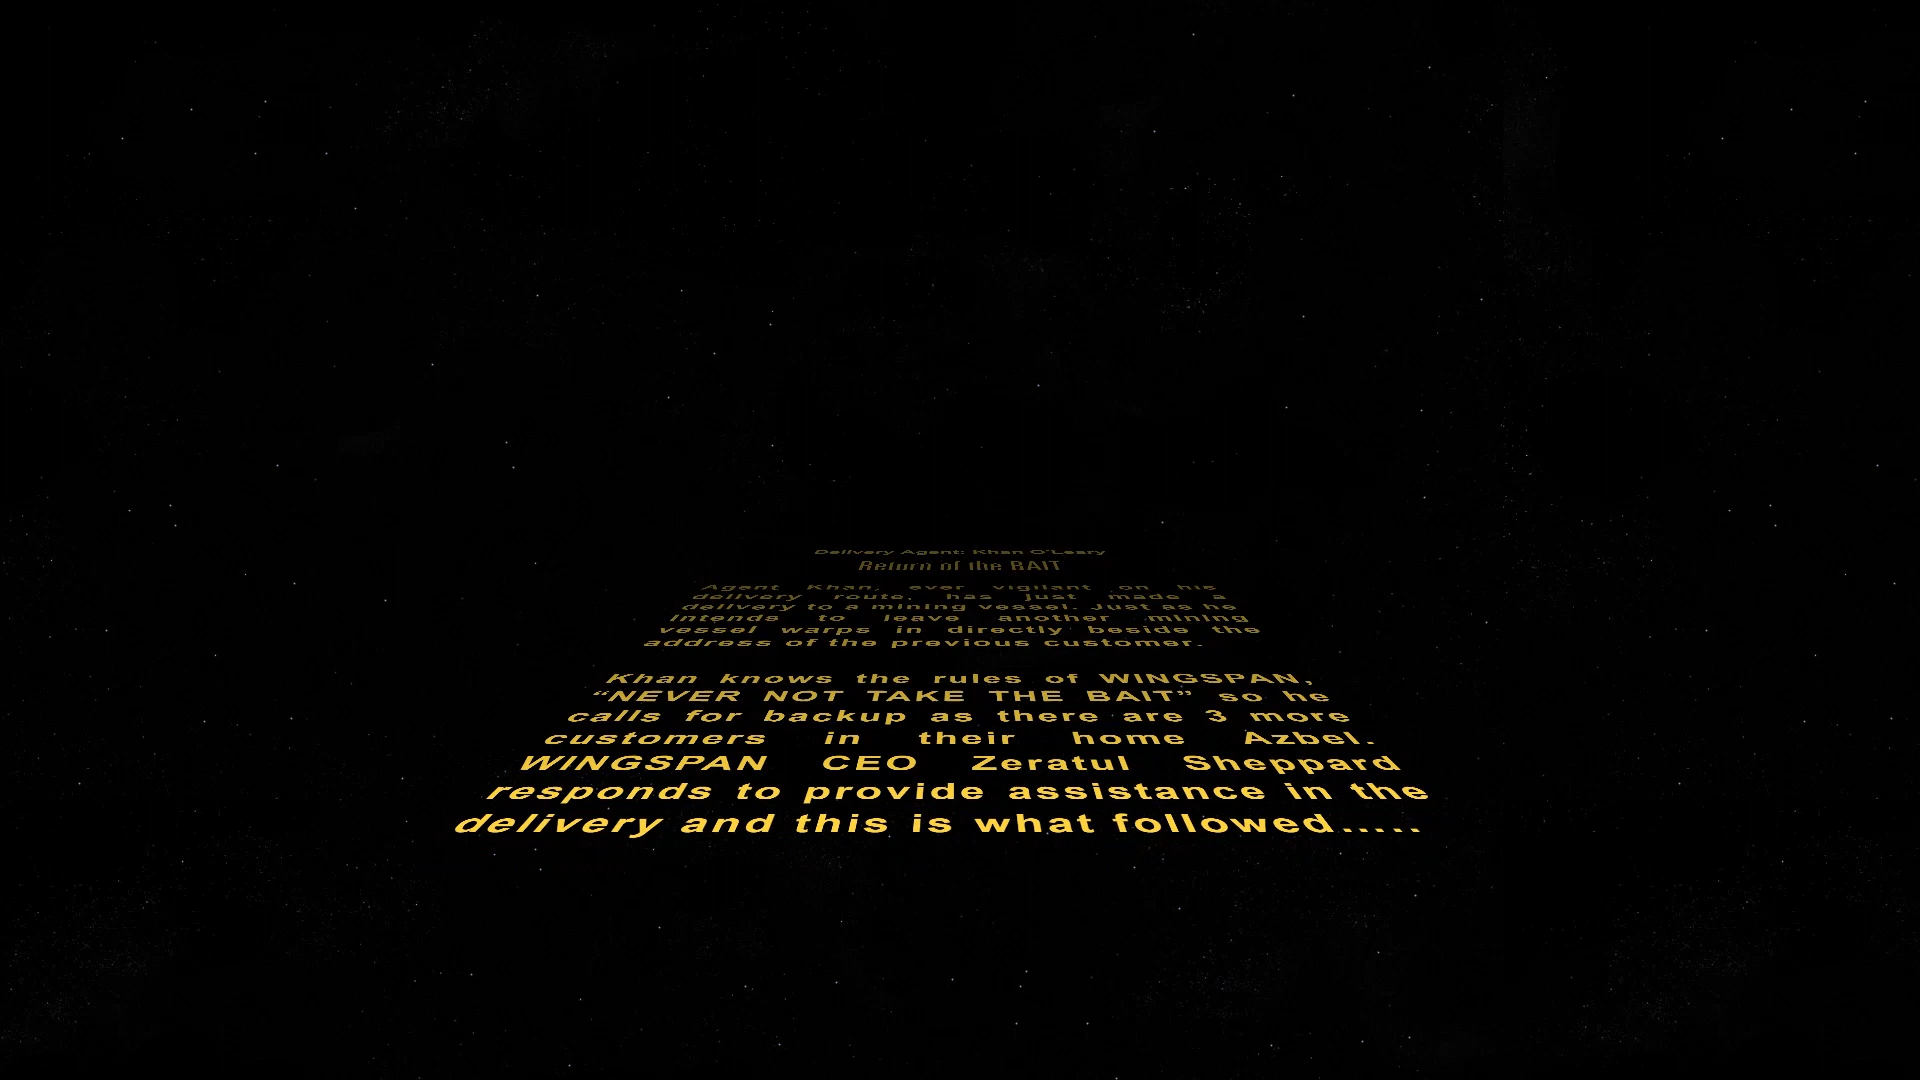 Delivery Agent: Khan O'Leary
Return of the BAIT
Agent Khan, ever vigilant on his
delivery route, has just made a
delivery to a mining vessel. Just as he
intends to leave another mining
vessel warps in directly beside the
address of the previous customer.
Khan knows the rules of WINGSPAN,
“NEVER NOT TAKE THE BAIT” so he
calls for backup as there are 3 more
customers in their home Azbel.
WINGSPAN CEO Zeratul Sheppard
responds to provide assistance in the
delivery and this is what followed.....